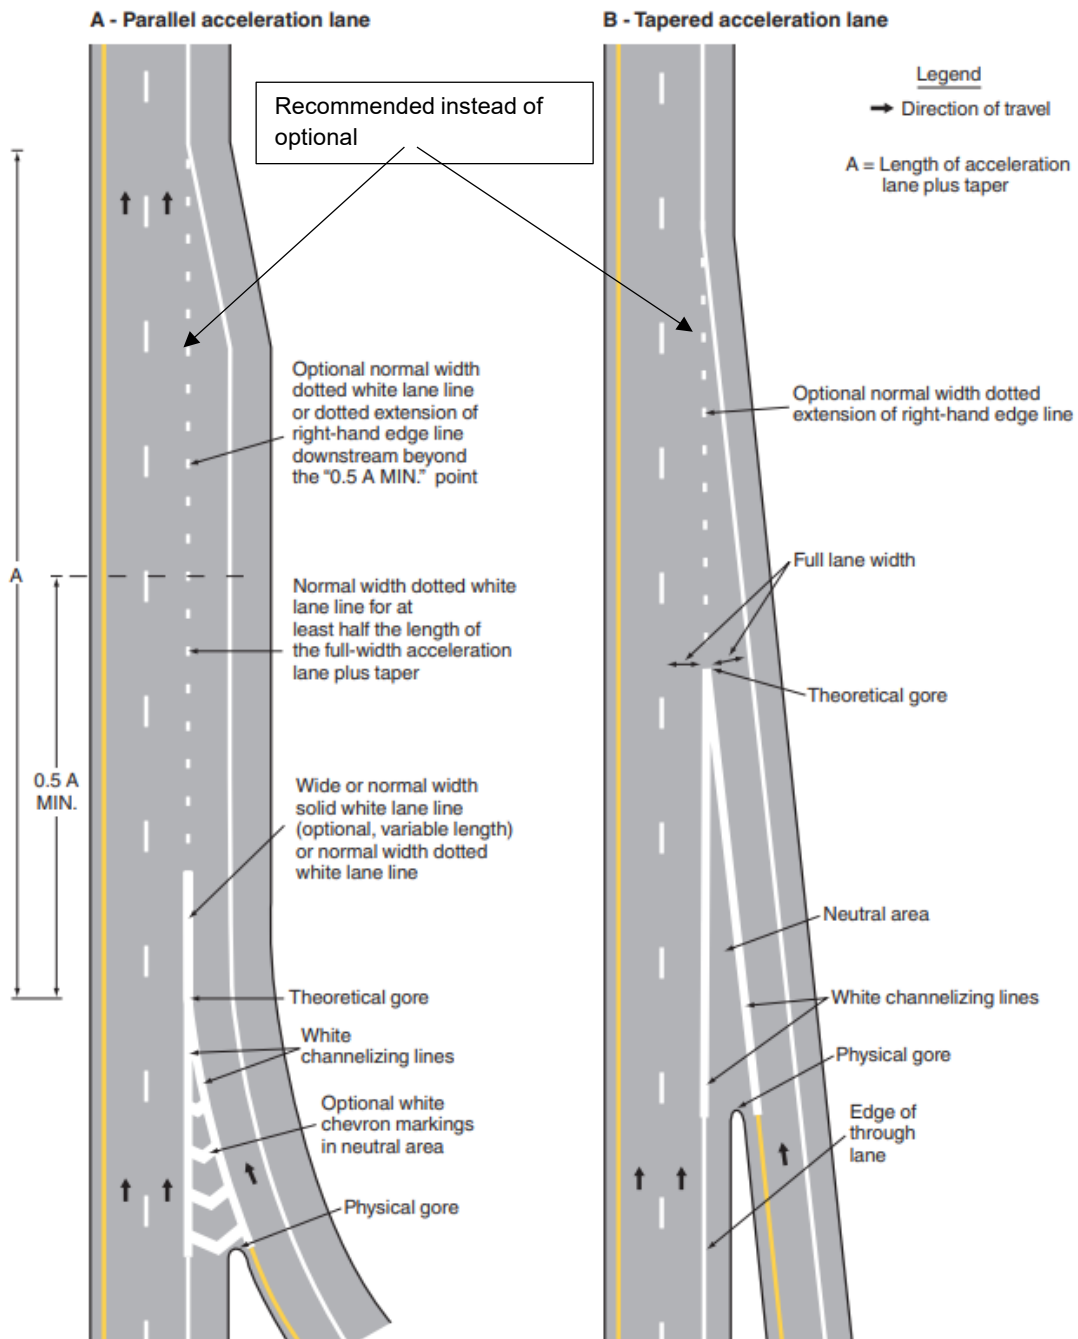 A - Parallel acceleration lane
B - Tapered acceleration lane
Legend
Direction of travel
A = Length of acceleration
lane plus taper
Recommended instead of
optional
Optional normal width
dotted white lane line
or dotted extension of
right-hand edge line
downstream beyond
the “0.5 A MIN.” point
Optional normal width dotted
extension of right-hand edge line
A
Full lane width
Normal width dotted white
lane line for at
least half the length of
the full-width acceleration
lane plus taper
Theoretical gore
0.5 A
MIN.
Wide or normal width
solid white lane line
(optional, variable length)
or normal width dotted
white lane line
Neutral area
Theoretical gore
White channelizing lines
White
channelizing lines
Physical gore
Optional white
chevron markings
in neutral area
Edge of
through
lane
Physical gore